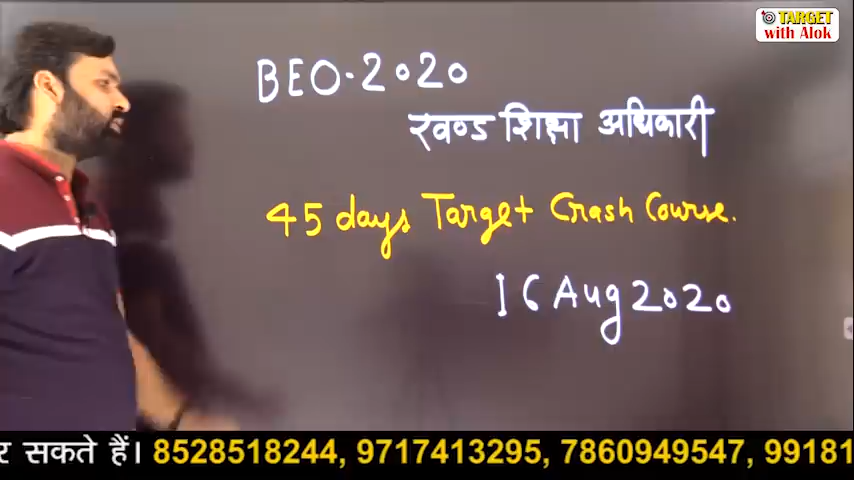 TARGET
with Alok
BEO-2020
खण्ड शिक्षा अधिकारी
45 days Target Crash Course.
16 Aug 2020
सकते हैं। 8528518244, 9717413295, 7860949547, 99181